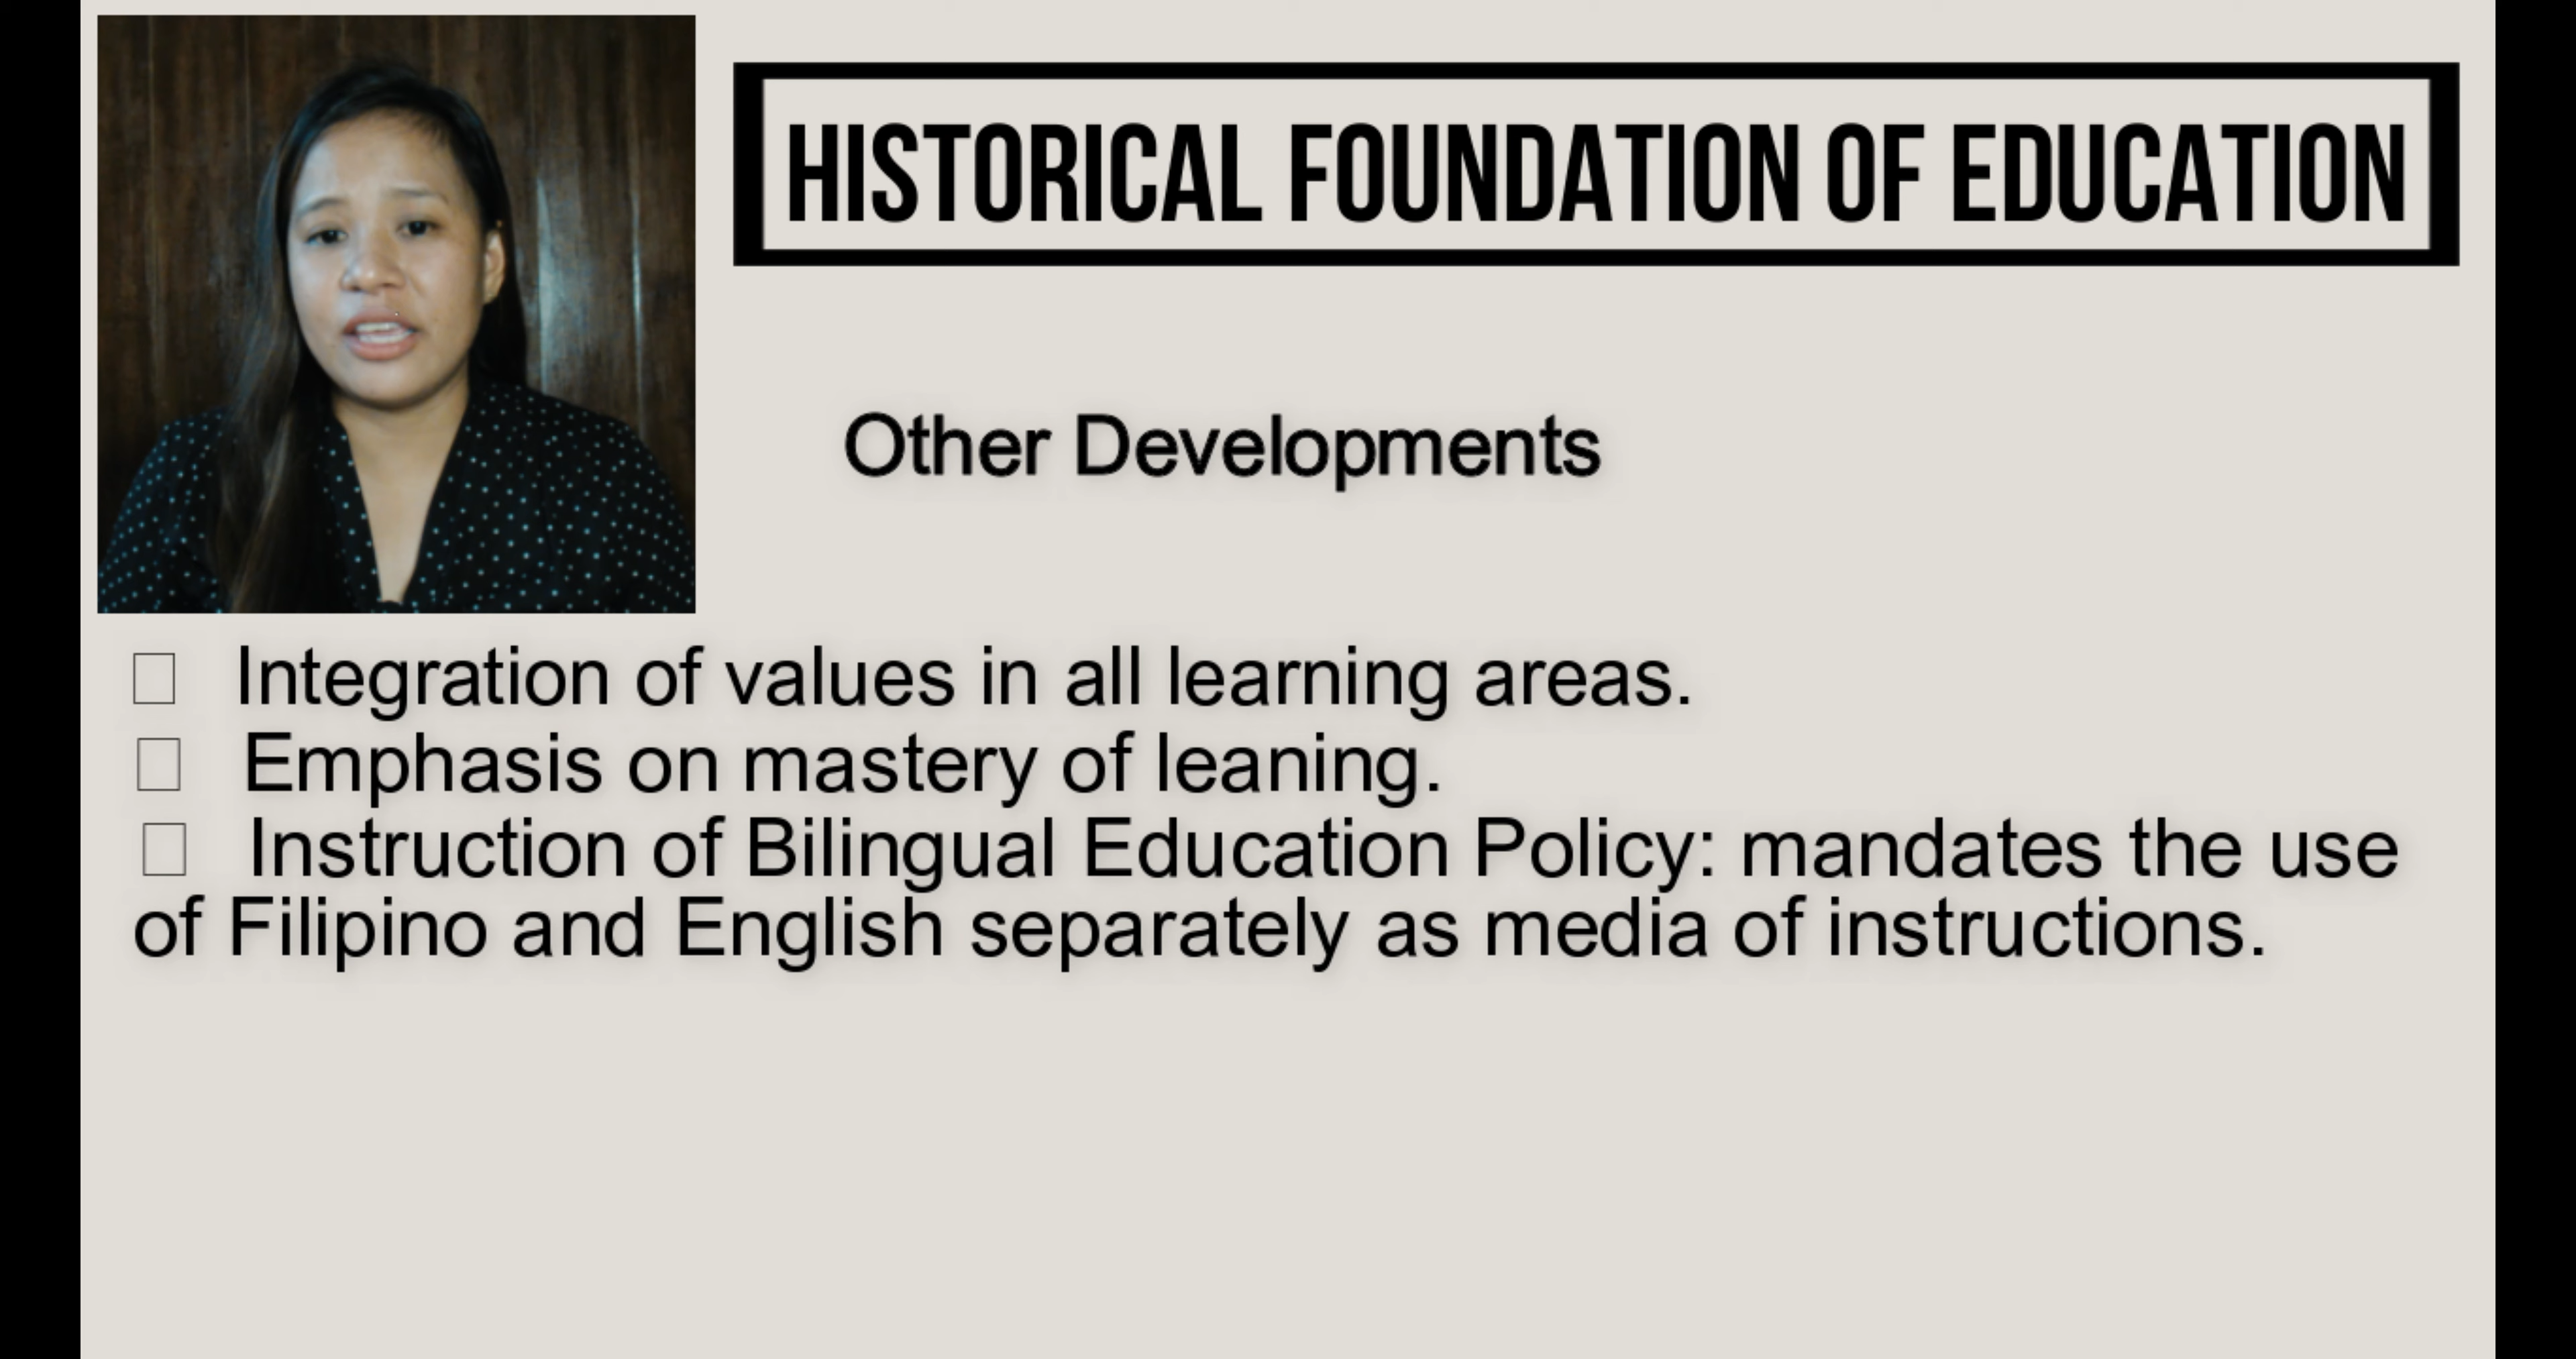 HISTORICAL FOUNDATION OF EDUCATION
Other Developments
Integration of values in all learning areas.
Emphasis on mastery of leaning.
Instruction of Bilingual Education Policy: mandates the use
of Filipino and English separately as media of instructions.